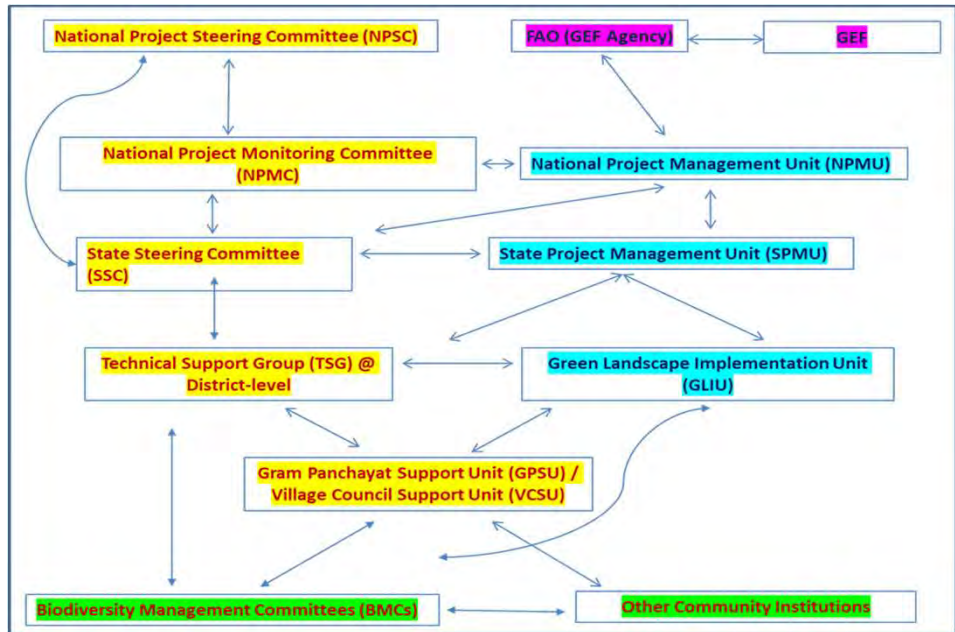 National Project Steering Committee (NPSC)
FAO (GEF Agency)
GEF
National Project Monitoring Committee
(NPMC)
National Project Management Unit (NPMU)
State Steering Committee
(SSC)
State Project Management Unit (SPMU)
Technical Support Group (TSG) @
District-level
Green Landscape Implementation Unit
(GLIU)
Gram Panchayat Support Unit (GPSU) /
Village Council Support Unit (VCSU)
Biodiversity Management Committees (BMCs)
Other Community Institutions